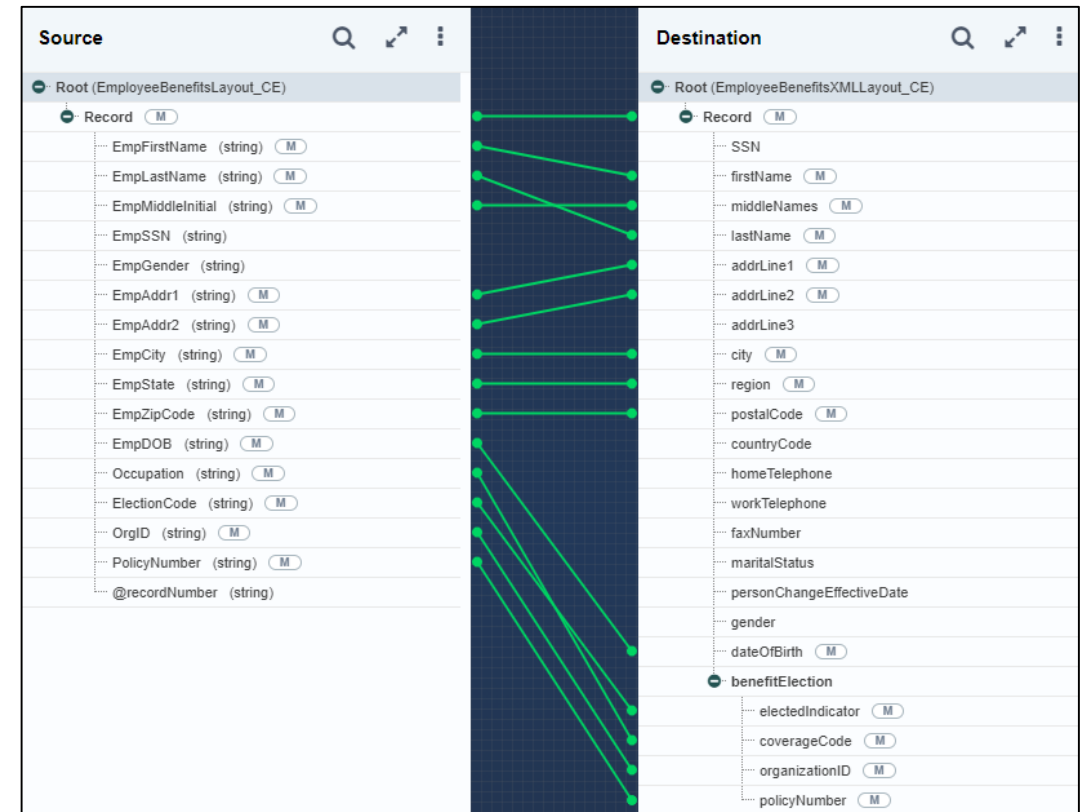 Source
Root (EmployeeBenefitsLayout_CE)
Record M
EmpFirstName (string) M
EmpLastName (string) M
EmpMiddleInitial (string) M
EmpSSN (string)
EmpGender (string)
EmpAddr1 (string) M
EmpAddr2 (string) M
EmpCity (string) M
EmpState (string) M
EmpZipCode (string) M
EmpDOB (string) M
Occupation (string) M
ElectionCode (string) M
OrgID (string) M
PolicyNumber (string) M
@recordNumber (string)
Destination
Root (EmployeeBenefitsXMLLayout_CE)
Record M
SSN
firstName M
middleNames M
lastName M
addrLine1 M
addrLine2 M
addrLine3
city M
region M
postalCode M
countryCode
homeTelephone
workTelephone
faxNumber
maritalStatus
personChangeEffectiveDate
gender
dateOfBirth M
benefitElection
electedIndicator M
coverageCode M
organizationID M
policyNumber M